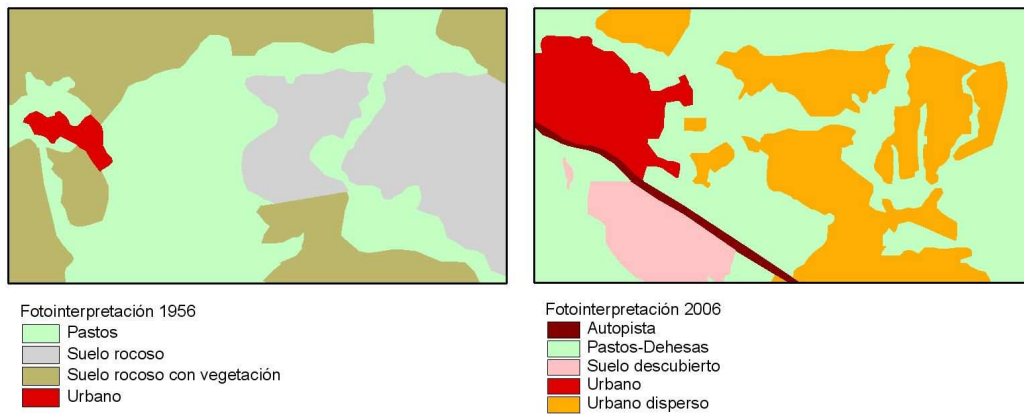 Fotointerpretación 1956
Pastos
Suelo rocoso
Suelo rocoso con vegetación
Urbano
Fotointerpretación 2006
Autopista
Pastos-Dehesas
Suelo descubierto
Urbano
Urbano disperso